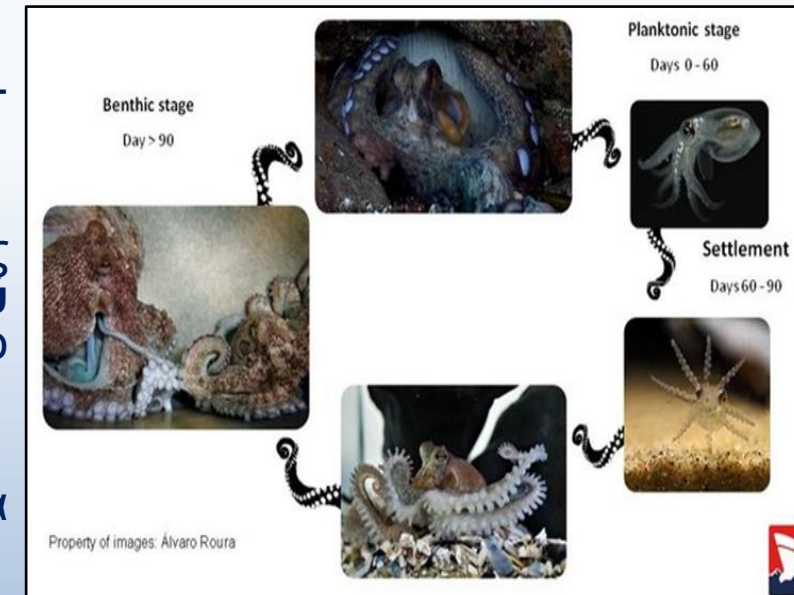 Planktonic stage
Days 0-60
Benthic stage
Day > 90
Settlement
Days 60-90
Property of images: Álvaro Roura